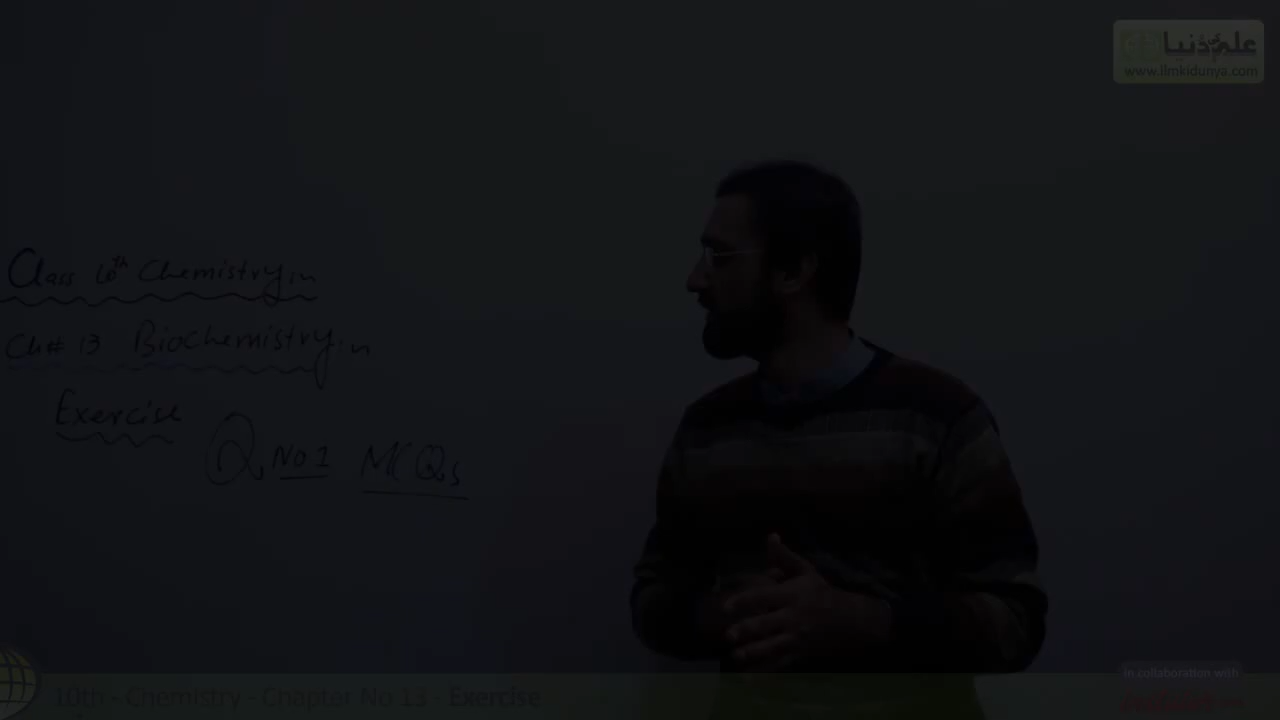 علم کی دنیا
www.ilmkidunya.com
Class 10th Chemistry
Ch# 13 Biochemistry
Exercise
Q No 1 MCQs
10th - Chemistry - Chapter No 13 - Exercise
In collaboration with